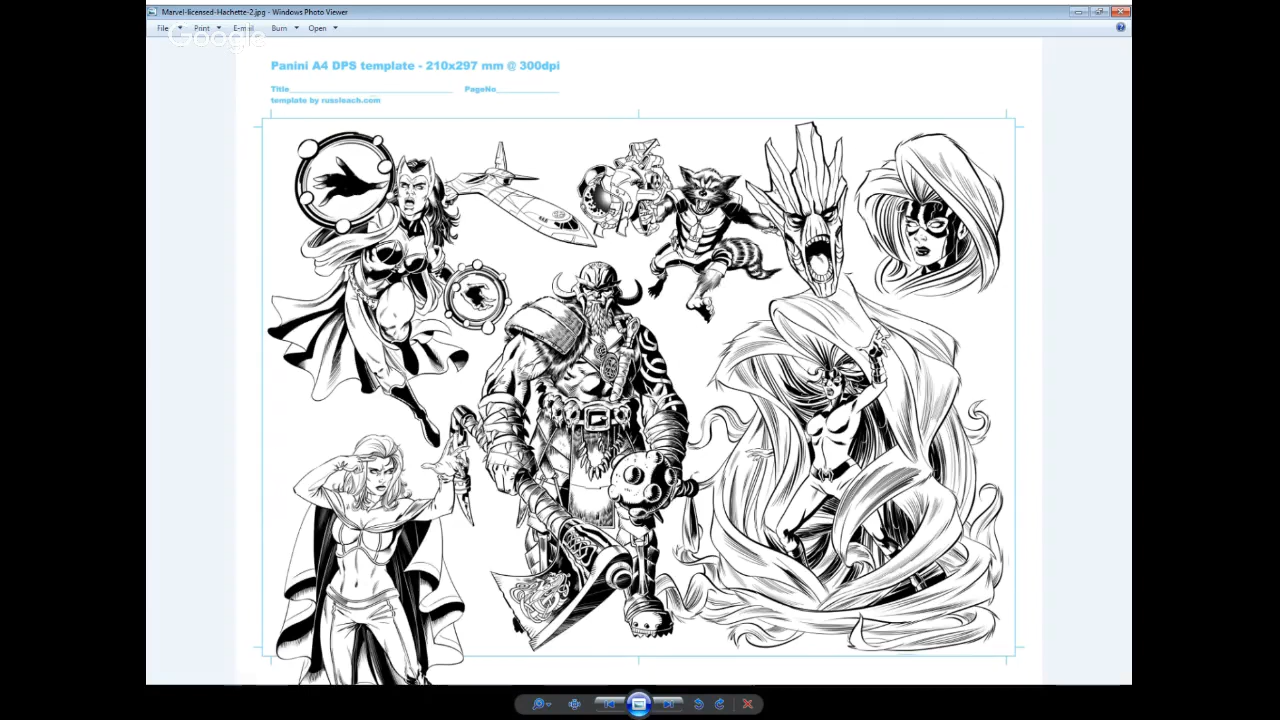 Marvel-licensed-Hachette-2.jpg - Windows Photo Viewer
File Print E-mail Burn Open
Google
Panini A4 DPS template - 210x297 mm @ 300dpi
Title PageNo
template by russleach.com